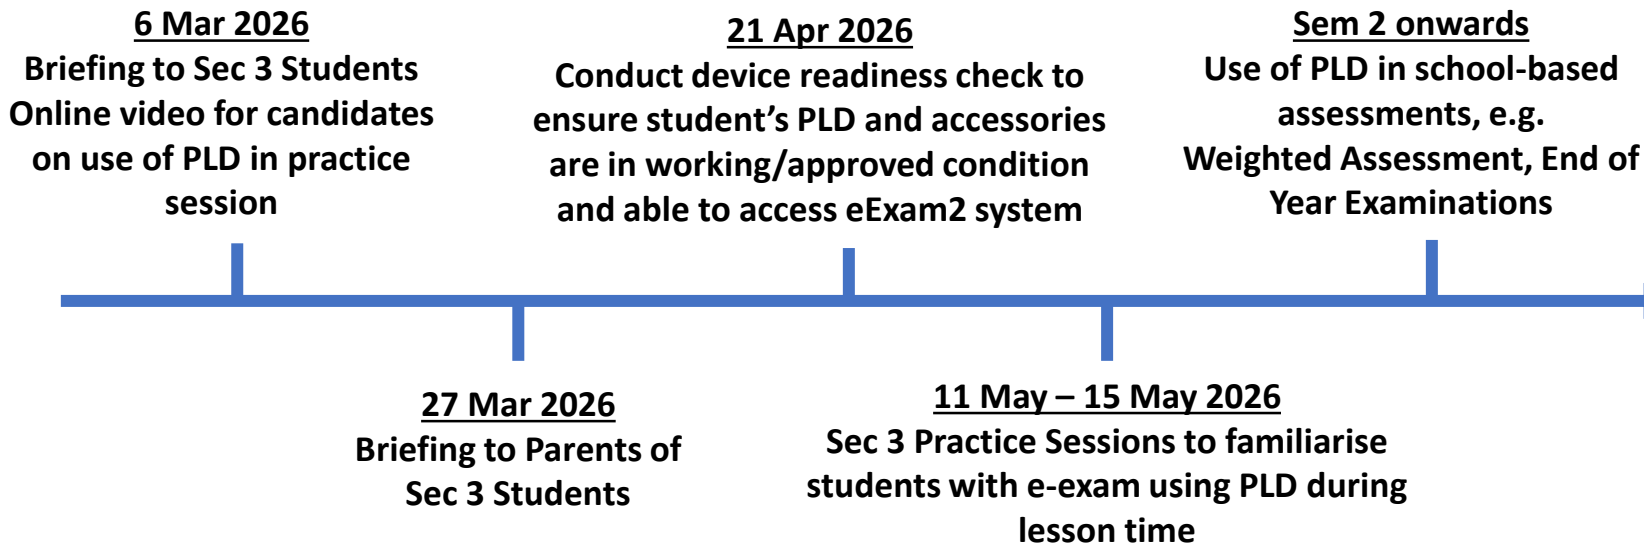 6 Mar 2026
Briefing to Sec 3 Students
Online video for candidates
on use of PLD in practice
session
27 Mar 2026
Briefing to Parents of
Sec 3 Students
21 Apr 2026
Conduct device readiness check to
ensure student’s PLD and accessories
are in working/approved condition
and able to access eExam2 system
11 May – 15 May 2026
Sec 3 Practice Sessions to familiarise
students with e-exam using PLD during
lesson time
Sem 2 onwards
Use of PLD in school-based
assessments, e.g.
Weighted Assessment, End of
Year Examinations